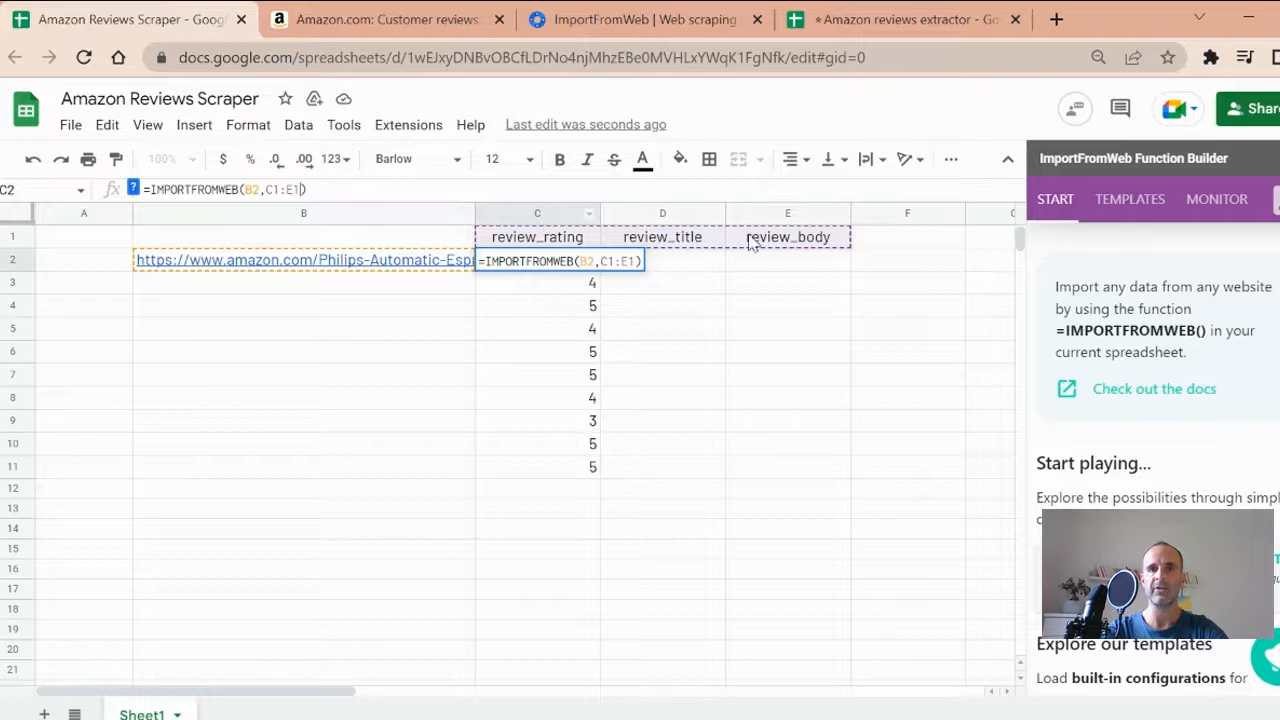 Amazon Reviews Scraper - Goog
Amazon.com: Customer reviews
ImportFromWeb | Web scraping
⭐Amazon reviews extractor - Go
docs.google.com/spreadsheets/d/1wEJxyDNBvOBCfLDrNo4njMhzEBe0MVHLxYWqK1FgNfk/edit#gid=0
Amazon Reviews Scraper
Share
File Edit View Insert Format Data Tools Extensions Help Last edit was seconds ago
100% $ % .0 .00 123 Barlow 12 B I S A
ImportFromWeb Function Builder
C2 fx ? =IMPORTFROMWEB(B2,C1:E1)
START TEMPLATES MONITOR
A B C D E F
1 review_rating review_title review_body
2 https://www.amazon.com/Philips-Automatic-Esp =IMPORTFROMWEB(B2,C1:E1)
3 4
4 5
5 4
6 5
7 5
8 4
9 3
10 5
11 5
12
13
14
15
16
17
18
19
20
21
Import any data from any website
by using the function
=IMPORTFROMWEB() in your
current spreadsheet.
Check out the docs
Start playing...
Explore the possibilities through simpl
Explore our templates
Load built-in configurations for
Sheet1